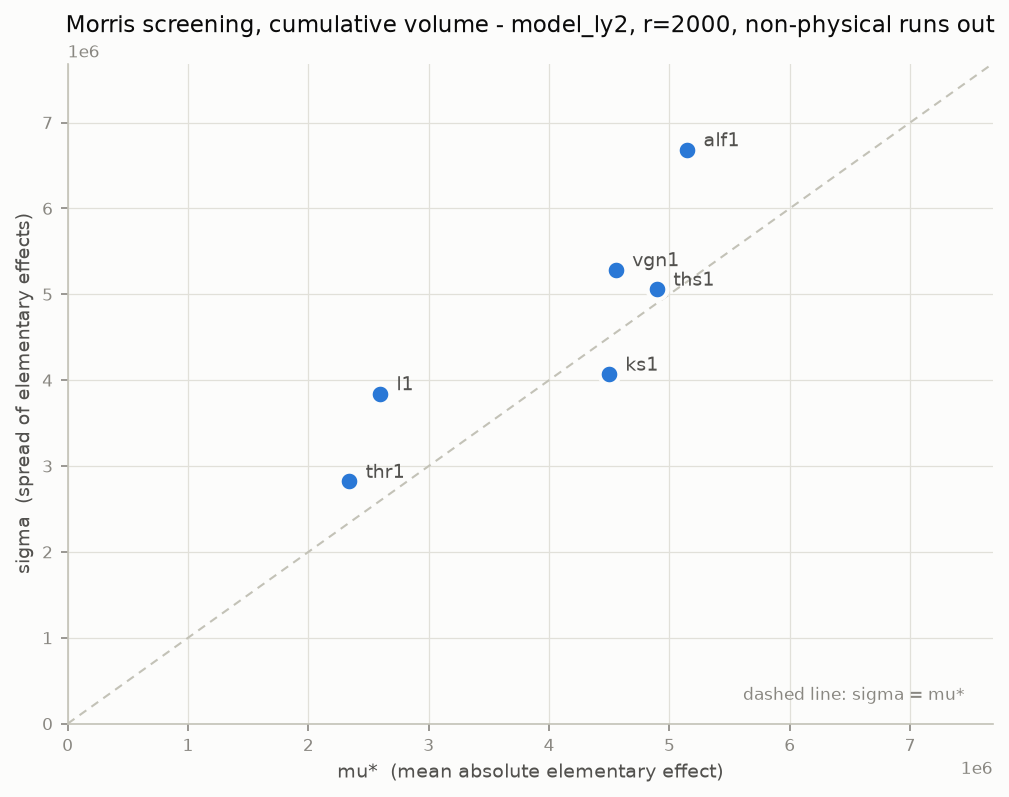 Morris screening, cumulative volume - model_ly2, r=2000, non-physical runs out
1e6
7
6
5
4
3
2
1
0
sigma (spread of elementary effects)
alf1
vgn1
ths1
ks1
l1
thr1
dashed line: sigma = mu*
0 1 2 3 4 5 6 7
1e6
mu* (mean absolute elementary effect)